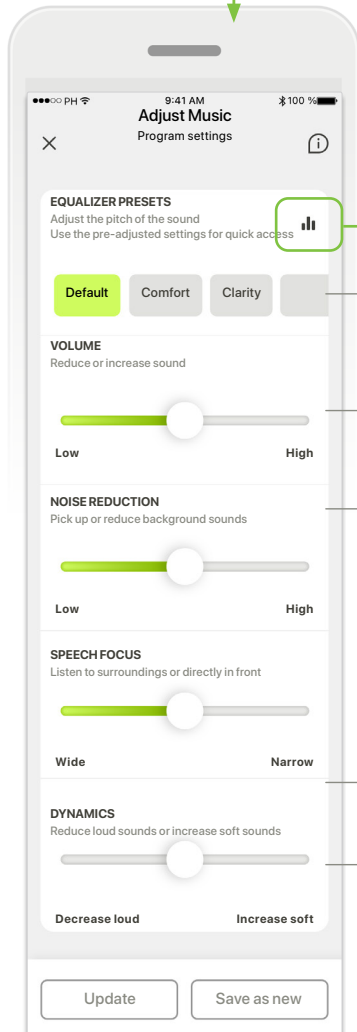 PH 9:41 AM 100 %
Adjust Music
Program settings
EQUALIZER PRESETS
Adjust the pitch of the sound
Use the pre-adjusted settings for quick access
Default Comfort Clarity
VOLUME
Reduce or increase sound
Low High
NOISE REDUCTION
Pick up or reduce background sounds
Low High
SPEECH FOCUS
Listen to surroundings or directly in front
Wide Narrow
DYNAMICS
Reduce loud sounds or increase soft sounds
Decrease loud Increase soft
Update Save as new